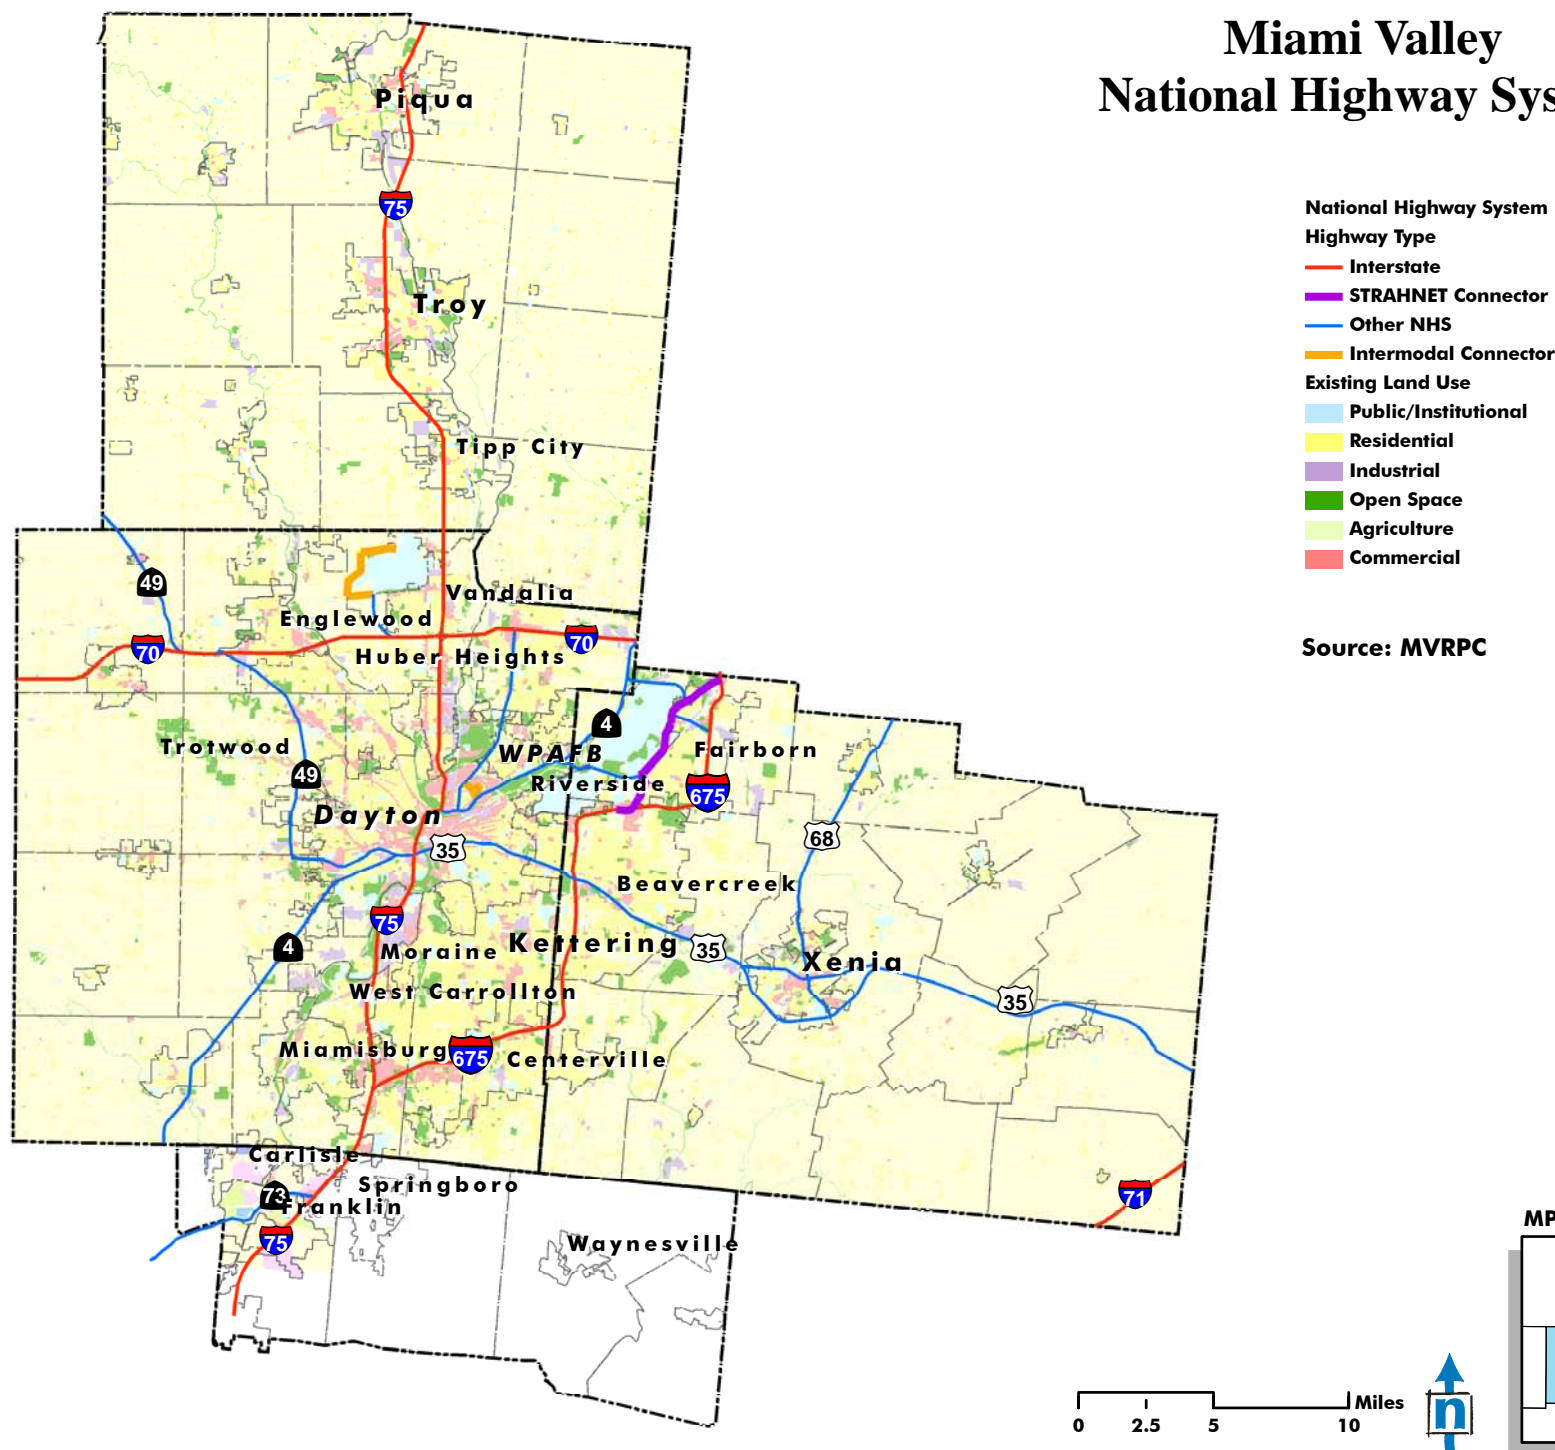 Miami Valley
National Highway Sys
National Highway System
Highway Type
Interstate
STRAHNET Connector
Other NHS
Intermodal Connector
Existing Land Use
Public/Institutional
Residential
Industrial
Open Space
Agriculture
Commercial
Source: MVRPC
Piqua
75
Troy
Tipp City
49
Vandalia
Englewood
70
70
Huber Heights
4
Trotwood
WPAFB
Fairborn
49
Riverside
675
Dayton
68
35
Beavercreek
75
4
Moraine
Kettering
35
Xenia
West Carrollton
35
Miamisburg
675
Centerville
Carlisle
73
Springboro
Franklin
71
75
Waynesville
MP
Miles
0 2.5 5 10
n